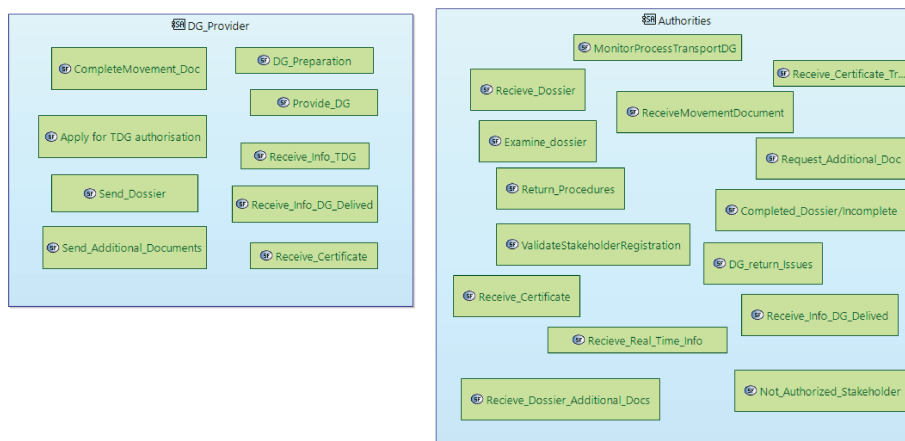 DG_Provider
CompleteMovement_Doc
DG_Preparation
Provide_DG
Apply for TDG authorisation
Receive_Info_TDG
Send_Dossier
Receive_Info_DG_Delived
Send_Additional_Documents
Receive_Certificate
Authorities
MonitorProcessTransportDG
Receive_Certificate_Tr...
Recieve_Dossier
ReceiveMovementDocument
Examine_dossier
Request_Additional_Doc
Return_Procedures
Completed_Dossier/Incomplete
ValidateStakeholderRegistration
DG_return_Issues
Receive_Certificate
Receive_Info_DG_Delived
Recieve_Real_Time_Info
Not_Authorized_Stakeholder
Recieve_Dossier_Additional_Docs